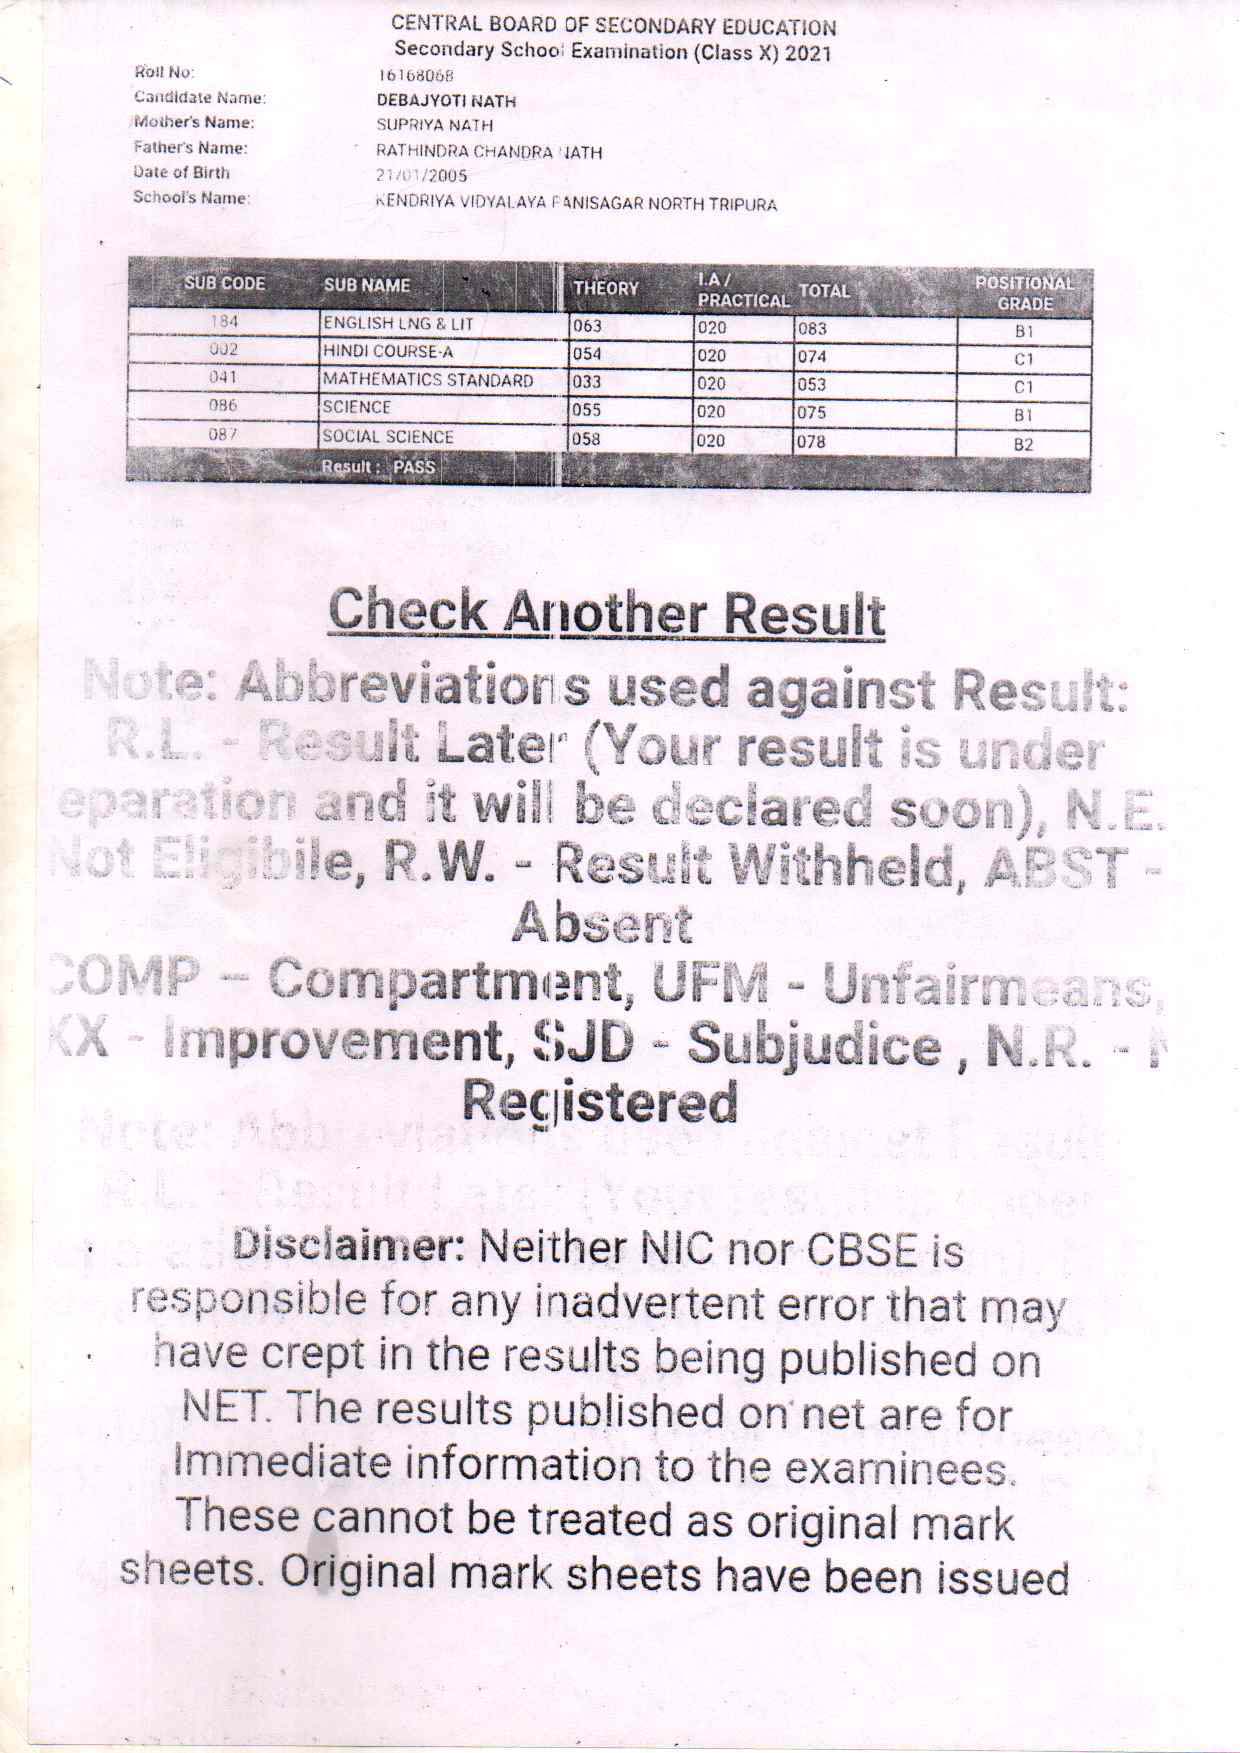 CENTRAL BOARD OF SECONDARY EDUCATION
Secondary School Examination (Class X) 2021
Roll No: 16168068
Candidate Name: DEBAJYOTI NATH
Mother's Name: SUPRIYA NATH
Father's Name: RATHINDRA CHANDRA NATH
Date of Birth 21/01/2005
School's Name: KENDRIYA VIDYALAYA PANISAGAR NORTH TRIPURA
SUB CODE SUB NAME THEORY I.A / PRACTICAL TOTAL POSITIONAL GRADE
184 ENGLISH LNG & LIT 063 020 083 B1
002 HINDI COURSE-A 054 020 074 C1
041 MATHEMATICS STANDARD 033 020 053 C1
086 SCIENCE 055 020 075 B1
087 SOCIAL SCIENCE 058 020 078 B2
Result : PASS
Check Another Result
Note: Abbreviations used against Result:
R.L. - Result Later (Your result is under
eparation and it will be declared soon), N.E.
Not Eligibile, R.W. - Result Withheld, ABST -
Absent
COMP – Compartment, UFM - Unfairmeans,
XX - Improvement, SJD - Subjudice , N.R. - N
Registered
Disclaimer: Neither NIC nor CBSE is
responsible for any inadvertent error that may
have crept in the results being published on
NET. The results published on net are for
Immediate information to the examinees.
These cannot be treated as original mark
sheets. Original mark sheets have been issued